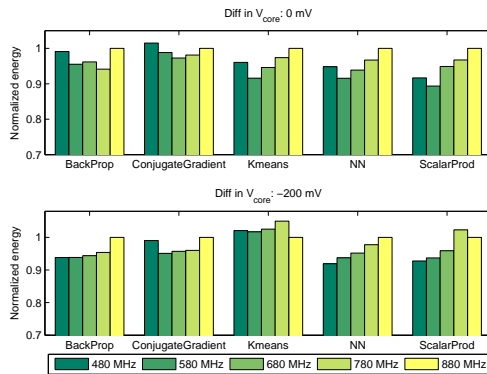 Diff in Vcore: 0 mV
Normalized energy
1
0.9
0.8
0.7
BackProp ConjugateGradient Kmeans NN ScalarProd
Diff in Vcore: −200 mV
Normalized energy
1
0.9
0.8
0.7
BackProp ConjugateGradient Kmeans NN ScalarProd
480 MHz 580 MHz 680 MHz 780 MHz 880 MHz